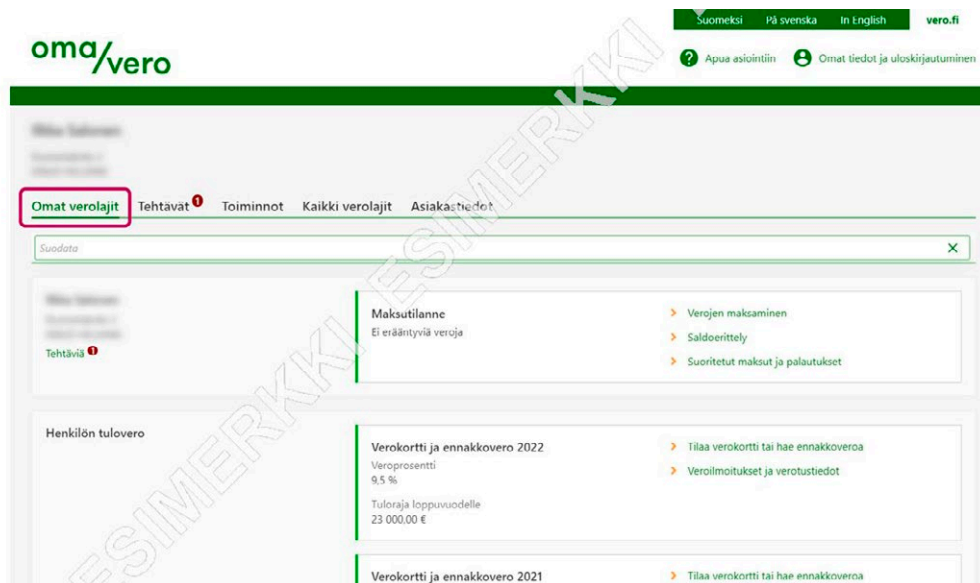 Suomeksi På svenska In English vero.fi
oma/vero
Apua asiointiin Omat tiedot ja uloskirjautuminen
Omat verolajit Tehtävät 1 Toiminnot Kaikki verolajit Asiakastiedot
Suodata
Maksutilanne
Ei erääntyviä veroja
Verojen maksaminen
Saldoerittely
Suoritetut maksut ja palautukset
Tehtäviä 1
Henkilön tulovero
Verokortti ja ennakkovero 2022
Veroprosentti
9,5 %
Tuloraja loppuvuodelle
23 000,00 €
Tilaa verokortti tai hae ennakkoveroa
Veroilmoitukset ja verotustiedot
Verokortti ja ennakkovero 2021
Tilaa verokortti tai hae ennakkoveroa
ESIMERKKI ESIMERKKI